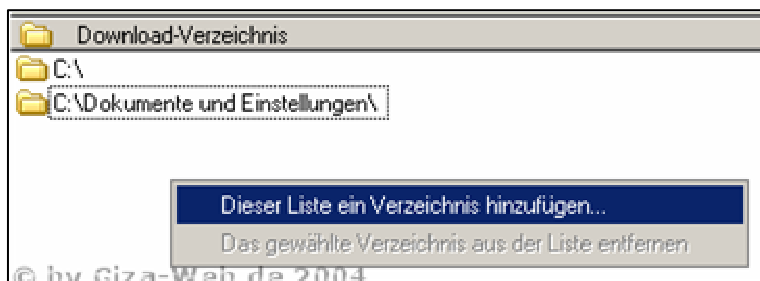 Download-Verzeichnis
C:\
C:\Dokumente und Einstellungen\
Dieser Liste ein Verzeichnis hinzufügen...
Das gewählte Verzeichnis aus der Liste entfernen
© by Giza-Web.de 2004